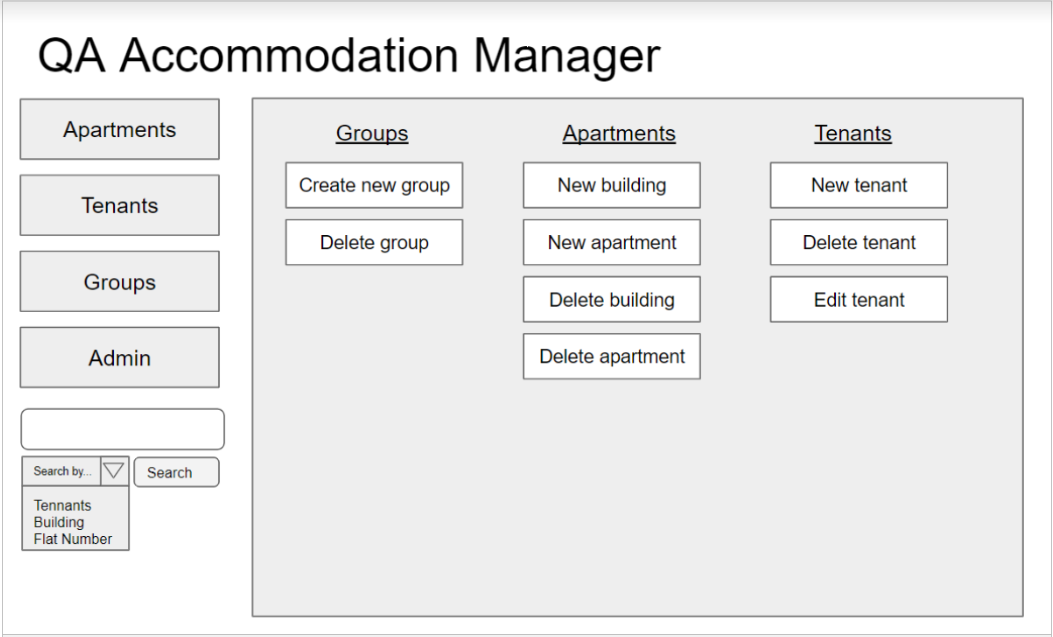 QA Accommodation Manager
Apartments
Tenants
Groups
Admin
Search by...
Search
Tennants
Building
Flat Number
Groups
Create new group
Delete group
Apartments
New building
New apartment
Delete building
Delete apartment
Tenants
New tenant
Delete tenant
Edit tenant